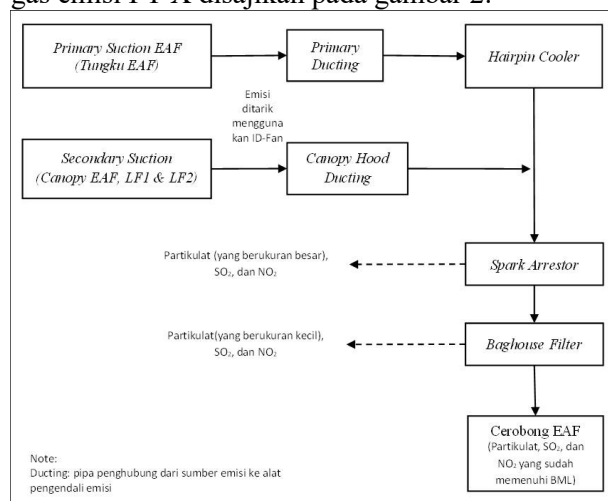 gas emisi PT X disajikan pada gambar 2.
Primary Suction EAF
(Tungku EAF)
Primary
Ducting
Hairpin Cooler
Emisi
ditarik
mengguna
kan ID-Fan
Secondary Suction
(Canopy EAF, LF1 & LF2)
Canopy Hood
Ducting
Partikulat (yang berukuran besar),
SO₂, dan NO₂
Spark Arrestor
Partikulat(yang berukuran kecil),
SO₂, dan NO₂
Baghouse Filter
Cerobong EAF
(Partikulat, SO₂, dan
NO₂ yang sudah
memenuhi BML)
Note:
Ducting: pipa penghubung dari sumber emisi ke alat
pengendali emisi